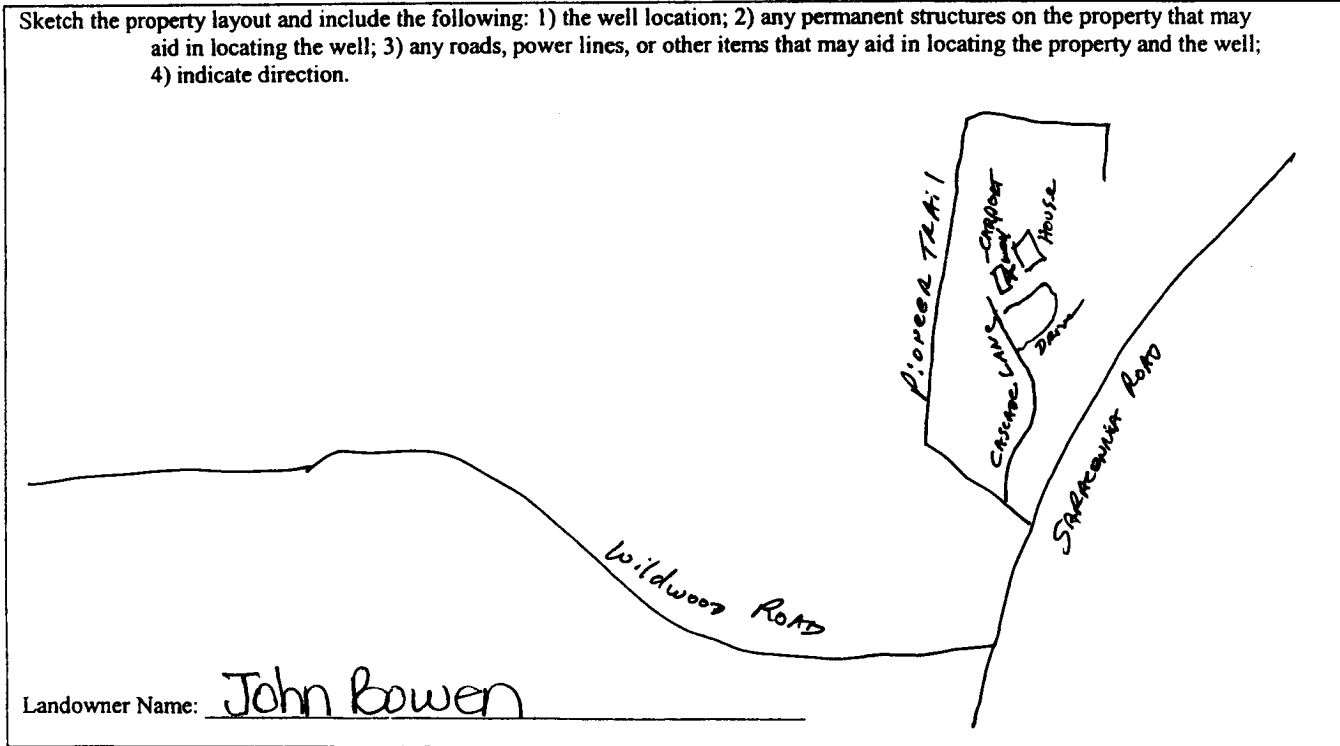 Sketch the property layout and include the following: 1) the well location; 2) any permanent structures on the property that may
aid in locating the well; 3) any roads, power lines, or other items that may aid in locating the property and the well;
4) indicate direction.
PiONEER TRAil
CARPORT
HOUSE
CASCADE LANE
DRIVE
SARACENNIA ROAD
Wildwood ROAD
Landowner Name: John Bowen